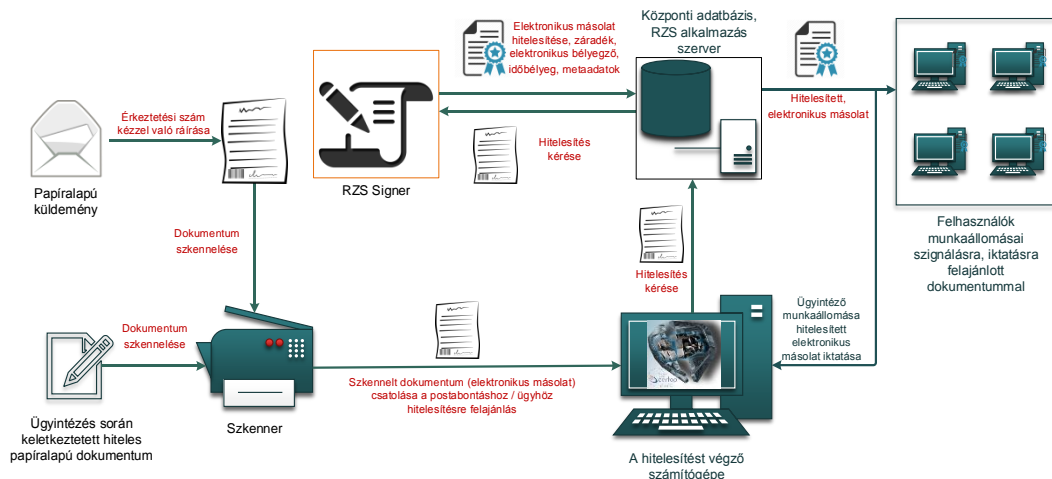 Papíralapú
küldemény
Érkeztetési szám
kézzel való ráírása
RZS Signer
Elektronikus másolat
hitelesítése, záradék,
elektronikus bélyegző,
időbélyeg, metaadatok
Hitelesítés
kérése
Központi adatbázis,
RZS alkalmazás
szerver
Hitelesített,
elektronikus másolat
Felhasználók
munkaállomásai
szignálásra, iktatásra
felajánlott
dokumentummal
Dokumentum
szkennelése
Hitelesítés
kérése
Ügyintéző
munkaállomása
hitelesített
elektronikus
másolat iktatása
Dokumentum
szkennelése
Ügyintézés során
keletkeztetett hiteles
papíralapú dokumentum
Szkenner
Szkennelt dokumentum (elektronikus másolat)
csatolása a postabontáshoz / ügyhöz
hitelesítésre felajánlás
A hitelesítést végző
számítógépe